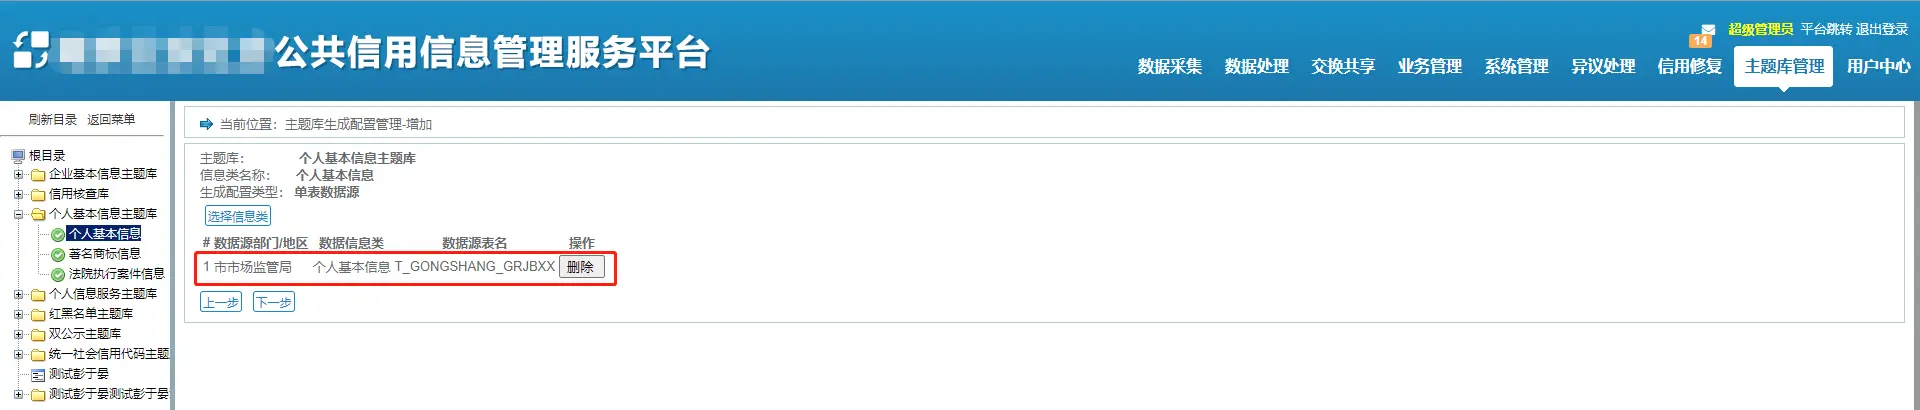 公共信用信息管理服务平台
14 超级管理员 平台跳转 退出登录
数据采集 数据处理 交换共享 业务管理 系统管理 异议处理 信用修复 主题库管理 用户中心
刷新目录 返回菜单
根目录
企业基本信息主题库
信用核查库
个人基本信息主题库
个人基本信息
著名商标信息
法院执行案件信息
个人信息服务主题库
红黑名单主题库
双公示主题库
统一社会信用代码主题
测试彭于晏
测试彭于晏测试彭于晏
当前位置：主题库生成配置管理-增加
主题库： 个人基本信息主题库
信息类名称： 个人基本信息
生成配置类型： 单表数据源
选择信息类
# 数据源部门/地区 数据信息类 数据源表名 操作
1 市市场监管局 个人基本信息 T_GONGSHANG_GRJBXX 删除
上一步 下一步